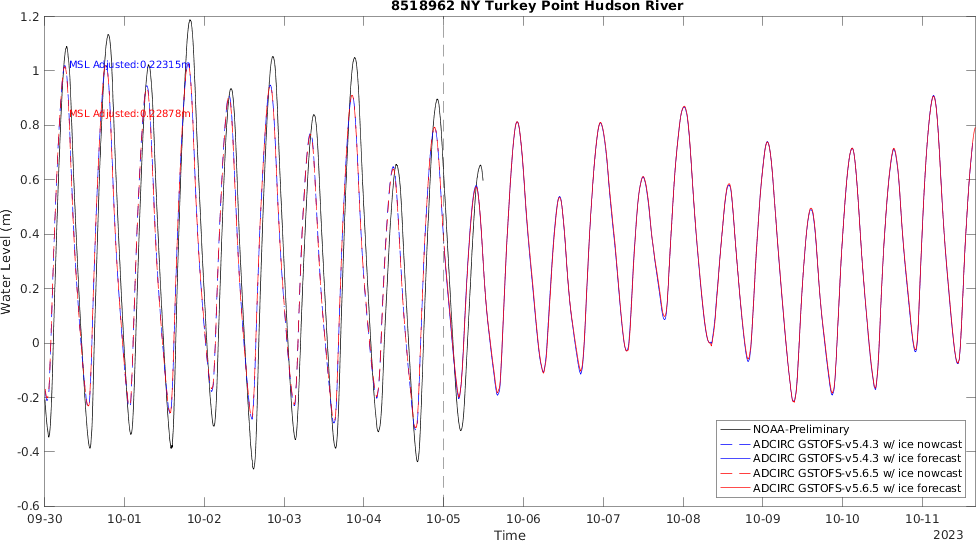 8518962 NY Turkey Point Hudson River
1.2
1
0.8
0.6
0.4
0.2
0
-0.2
-0.4
-0.6
Water Level (m)
MSL Adjusted:0.22315m
MSL Adjusted:0.22878m
NOAA-Preliminary
ADCIRC GSTOFS-v5.4.3 w/ ice nowcast
ADCIRC GSTOFS-v5.4.3 w/ ice forecast
ADCIRC GSTOFS-v5.6.5 w/ ice nowcast
ADCIRC GSTOFS-v5.6.5 w/ ice forecast
09-30 10-01 10-02 10-03 10-04 10-05 10-06 10-07 10-08 10-09 10-10 10-11
Time
2023